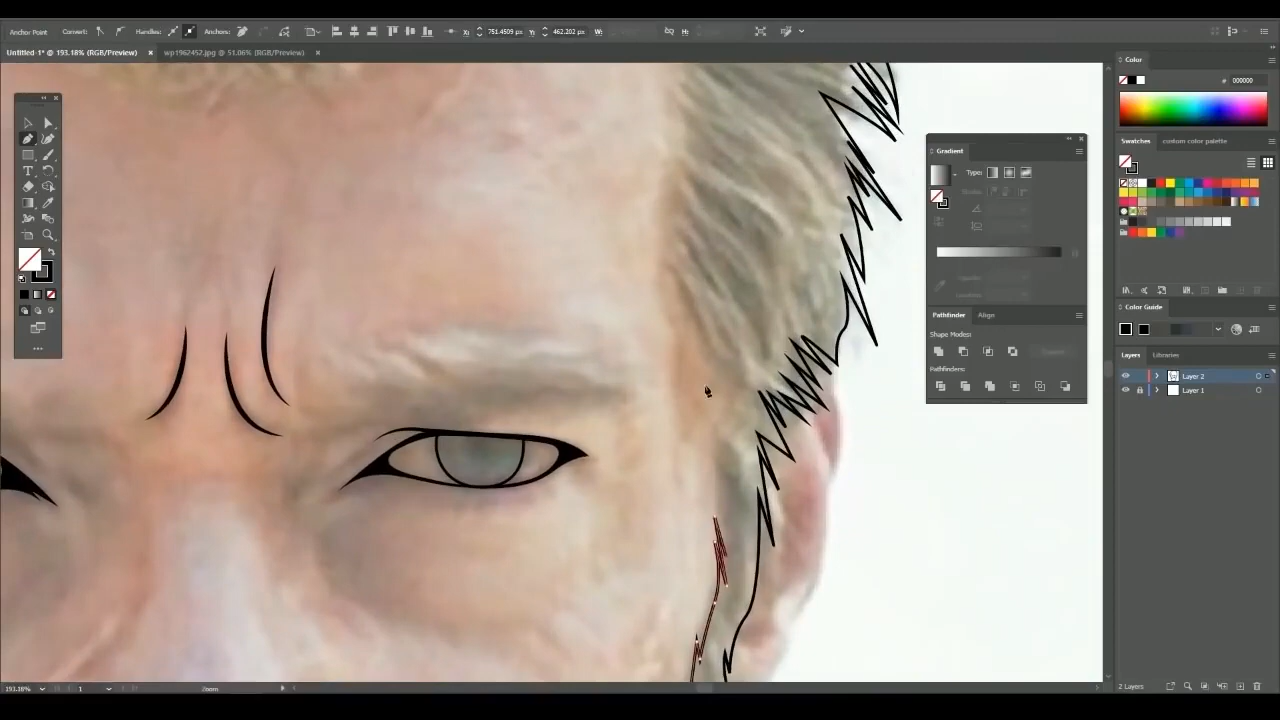 Anchor Point Convert: Handles: Anchors: X: 751.4509 px Y: 462.202 px W: H:
Untitled-1* @ 193.18% (RGB/Preview) × wp1962452.jpg @ 51.06% (RGB/Preview) ×
Color
# 000000
Swatches custom color palette
Gradient
Type:
Pathfinder Align
Shape Modes:
Pathfinders:
Color Guide
Layers Libraries
Layer 2
Layer 1
193.18% 1 Zoom
2 Layers